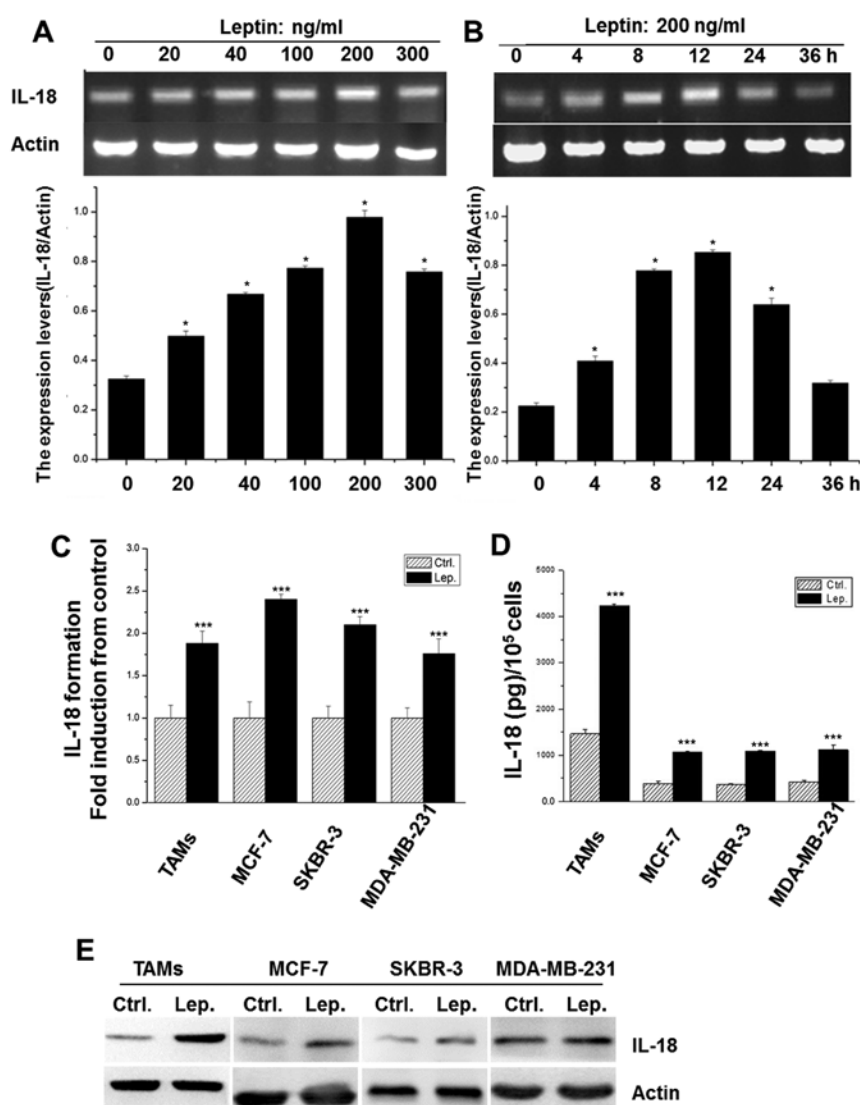 A
Leptin: ng/ml
0 20 40 100 200 300
IL-18
Actin
The expression levers(IL-18/Actin)
1.0
0.8
0.6
0.4
0.2
0.0
* * * * *
0 20 40 100 200 300
B
Leptin: 200 ng/ml
0 4 8 12 24 36 h
The expression levers(IL-18/Actin)
1.0
0.8
0.6
0.4
0.2
0.0
* * * *
0 4 8 12 24 36 h
C
IL-18 formation
Fold induction from control
3.0
2.5
2.0
1.5
1.0
0.5
0.0
Ctrl.
Lep.
*** *** *** ***
TAMs
MCF-7
SKBR-3
MDA-MB-231
D
IL-18 (pg)/10⁵ cells
5000
4000
3000
2000
1000
0
Ctrl.
Lep.
*** *** *** ***
TAMs
MCF-7
SKBR-3
MDA-MB-231
E
TAMs MCF-7 SKBR-3 MDA-MB-231
Ctrl. Lep. Ctrl. Lep. Ctrl. Lep. Ctrl. Lep.
IL-18
Actin